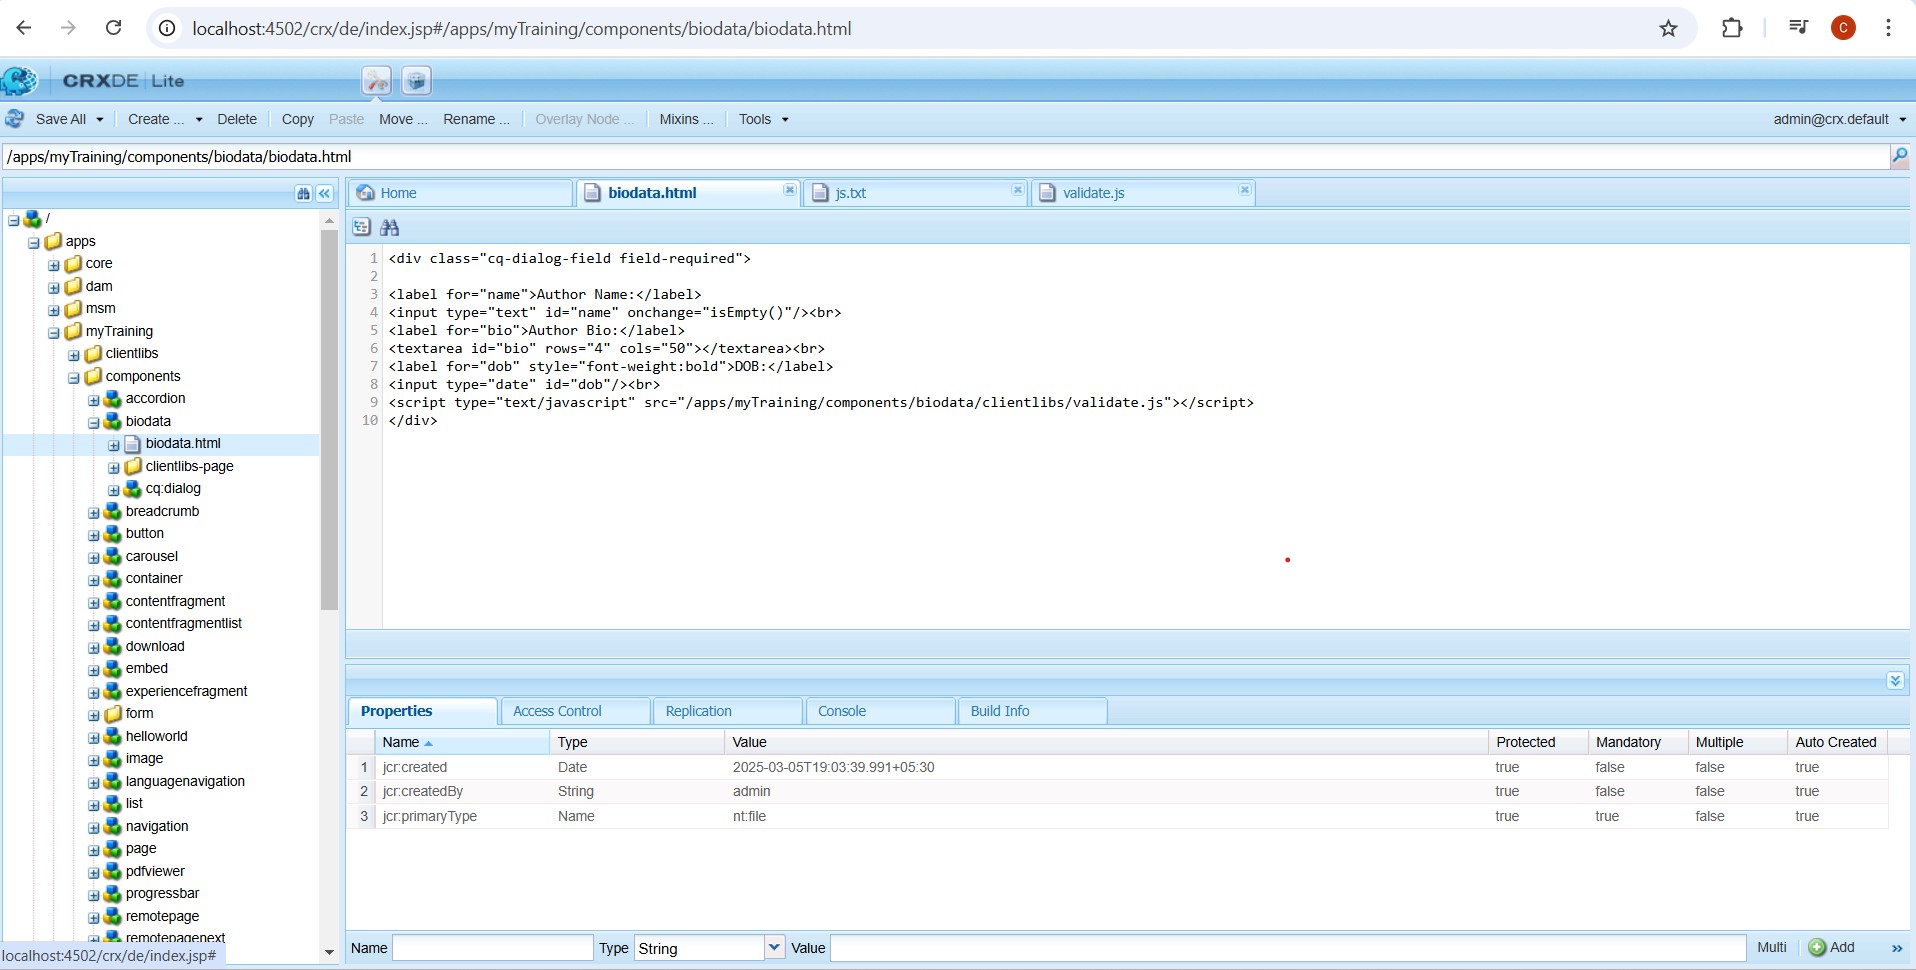 localhost:4502/crx/de/index.jsp#/apps/myTraining/components/biodata/biodata.html
C
CRXDE | Lite
Save All Create ... Delete Copy Paste Move ... Rename ... Overlay Node ... Mixins ... Tools admin@crx.default
/apps/myTraining/components/biodata/biodata.html
/
apps
core
dam
msm
myTraining
clientlibs
components
accordion
biodata
biodata.html
clientlibs-page
cq:dialog
breadcrumb
button
carousel
container
contentfragment
contentfragmentlist
download
embed
experiencefragment
form
helloworld
image
languagenavigation
list
navigation
page
pdfviewer
progressbar
remotepage
remotepagenext
localhost:4502/crx/de/index.jsp#
Home biodata.html js.txt validate.js
1 <div class="cq-dialog-field field-required">
2
3 <label for="name">Author Name:</label>
4 <input type="text" id="name" onchange="isEmpty()"/><br>
5 <label for="bio">Author Bio:</label>
6 <textarea id="bio" rows="4" cols="50"></textarea><br>
7 <label for="dob" style="font-weight:bold">DOB:</label>
8 <input type="date" id="dob"/><br>
9 <script type="text/javascript" src="/apps/myTraining/components/biodata/clientlibs/validate.js"></script>
10 </div>
Properties Access Control Replication Console Build Info
Name Type Value Protected Mandatory Multiple Auto Created
1 jcr:created Date 2025-03-05T19:03:39.991+05:30 true false false true
2 jcr:createdBy String admin true false false true
3 jcr:primaryType Name nt:file true true false true
Name Type String Value Multi Add »